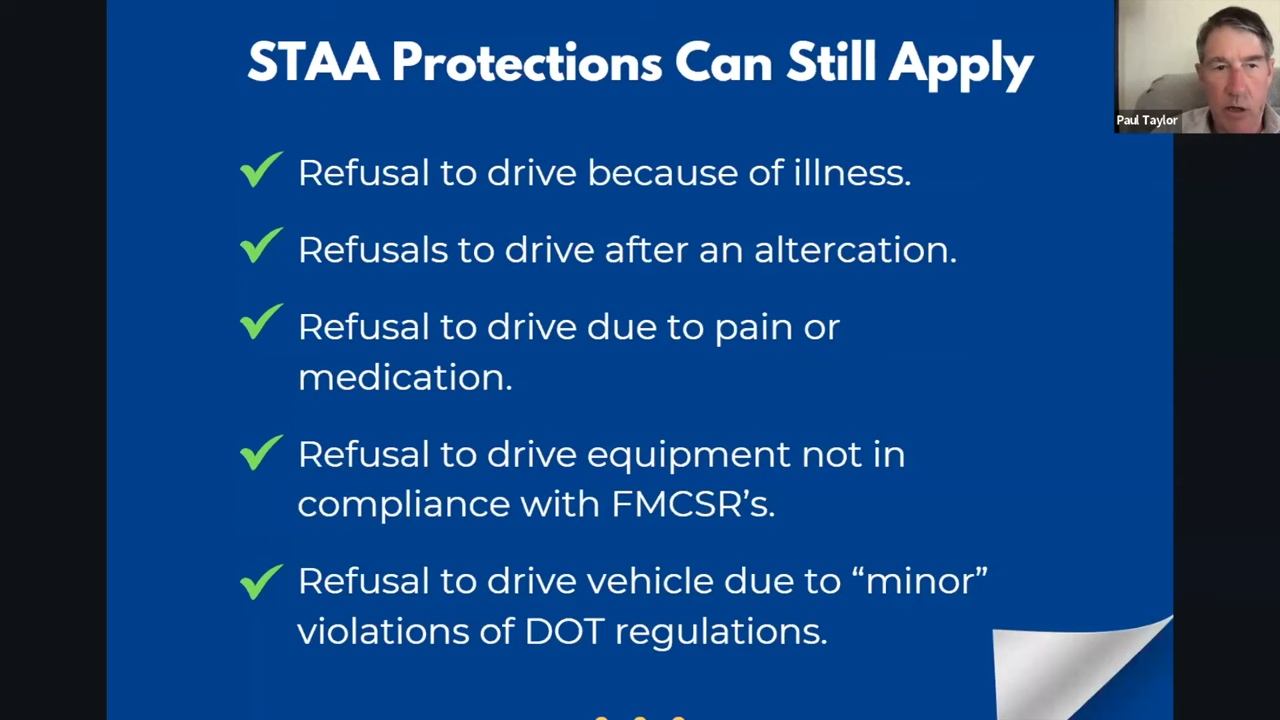 STAA Protections Can Still Apply
Paul Taylor
Refusal to drive because of illness.
Refusals to drive after an altercation.
Refusal to drive due to pain or
medication.
Refusal to drive equipment not in
compliance with FMCSR’s.
Refusal to drive vehicle due to “minor”
violations of DOT regulations.